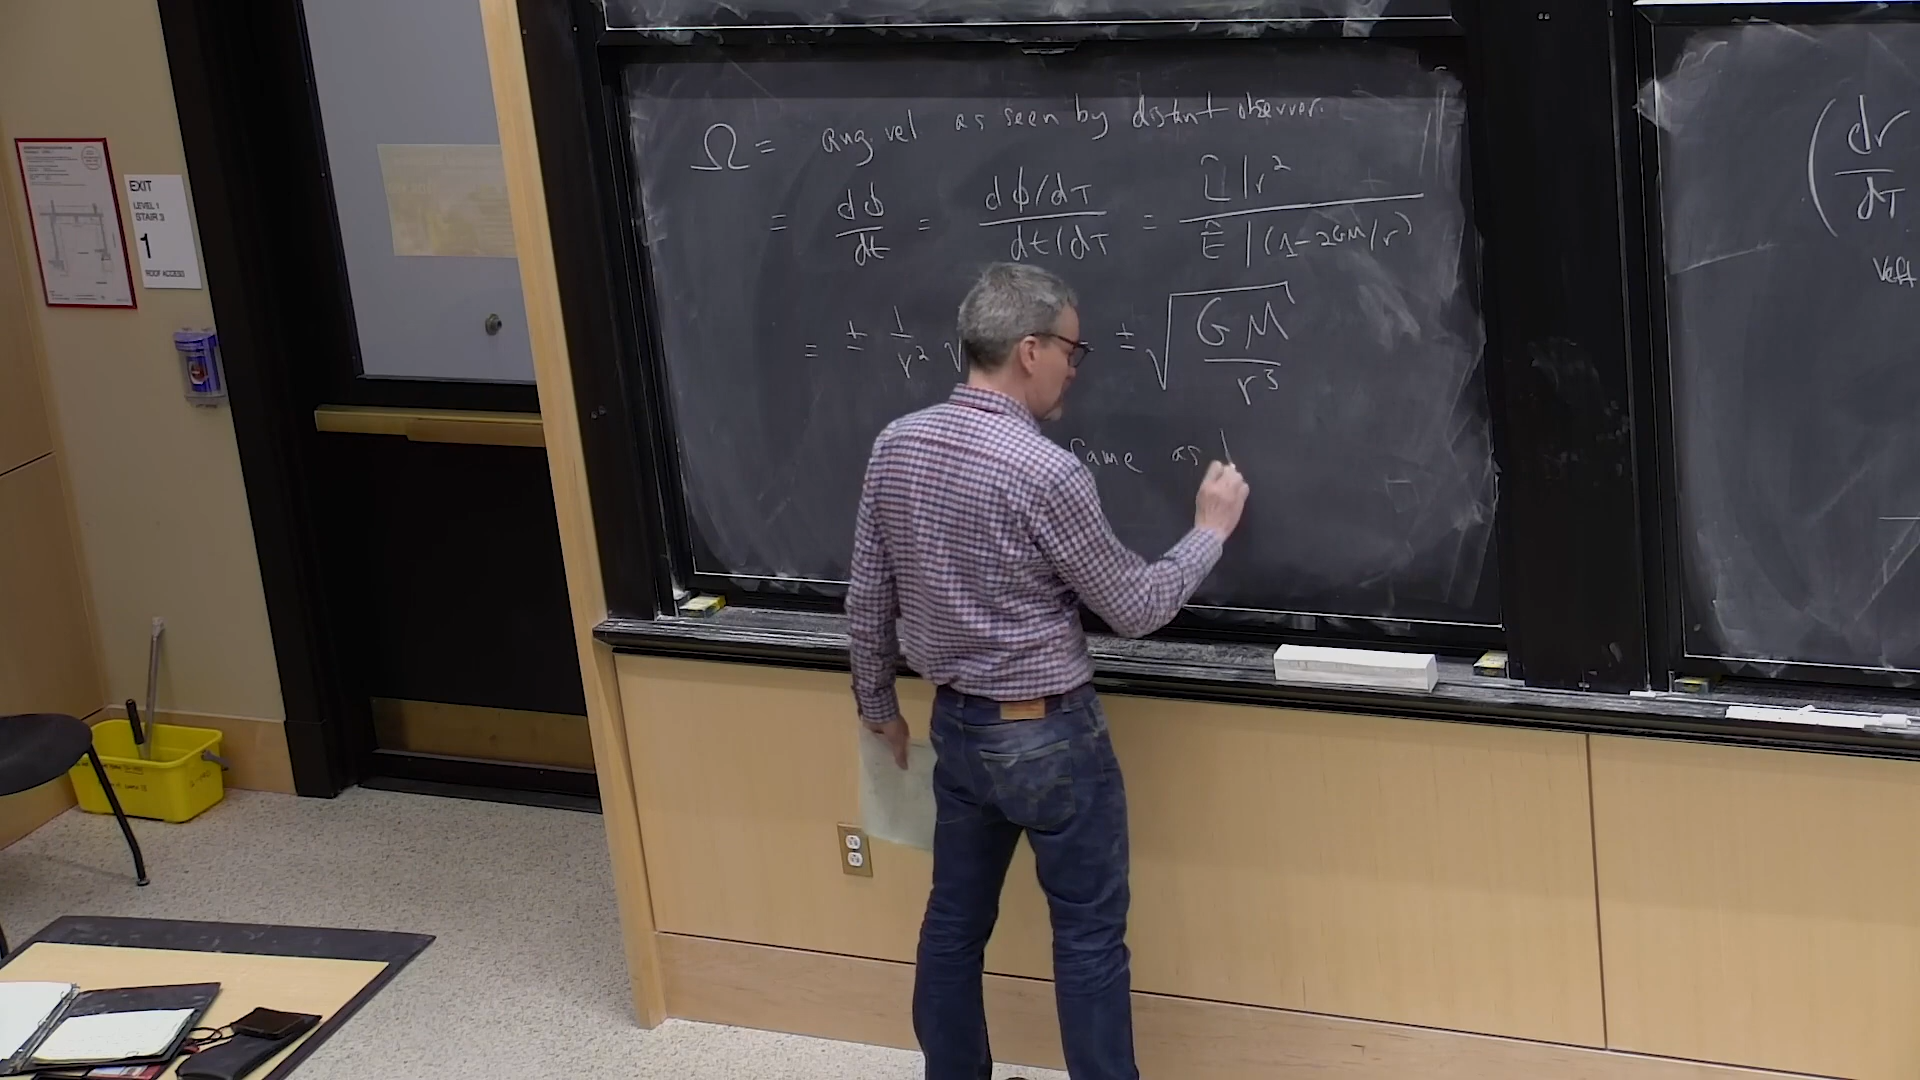 EXIT
LEVEL 1
STAIR 3
1
ROOF ACCESS
Ω = ang. vel as seen by distant observer.
= dφ/dt = (dφ/dτ)/(dt/dτ) = (L̂/r²)/(Ê/(1-2GM/r))
= ± 1/r² √ ± √(GM/r³)
Same as
(dr/dτ
Veff